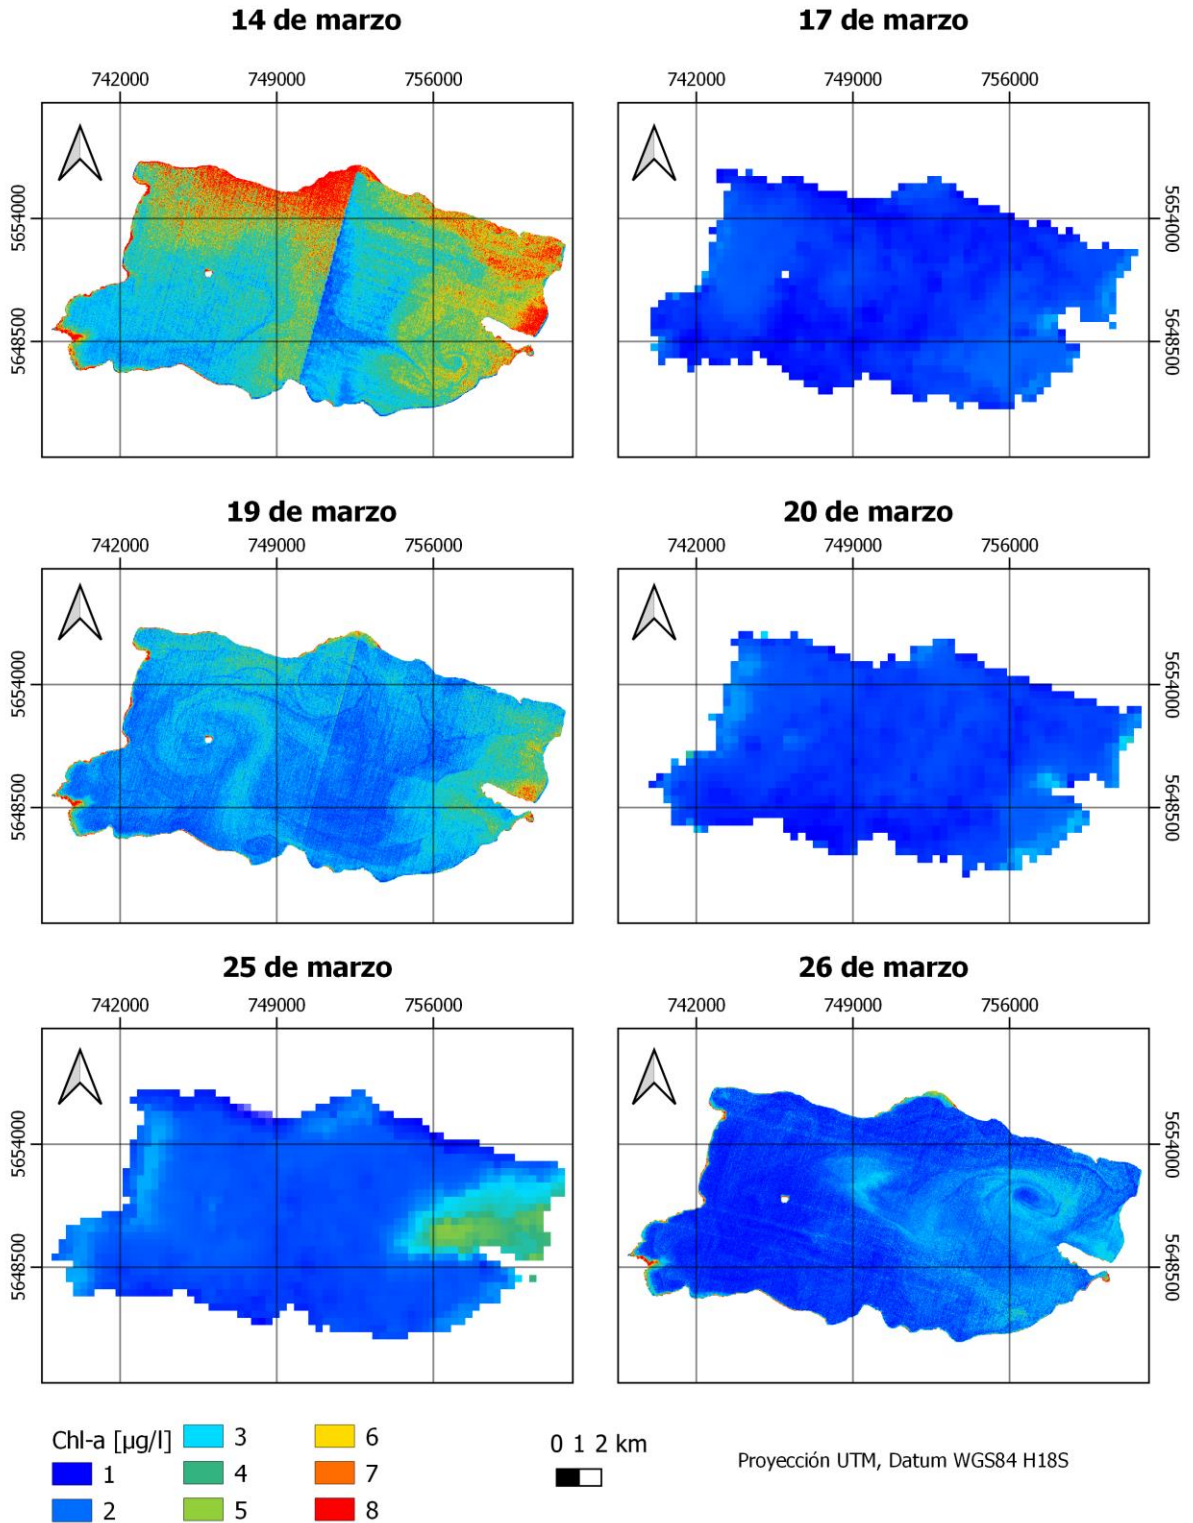 14 de marzo
17 de marzo
742000 749000 756000
742000 749000 756000
5654000
5648500
5654000
5648500
19 de marzo
20 de marzo
742000 749000 756000
742000 749000 756000
5654000
5648500
5654000
5648500
25 de marzo
26 de marzo
742000 749000 756000
742000 749000 756000
5654000
5648500
5654000
5648500
Chl-a [µg/l]
1
2
3
4
5
6
7
8
0 1 2 km
Proyección UTM, Datum WGS84 H18S